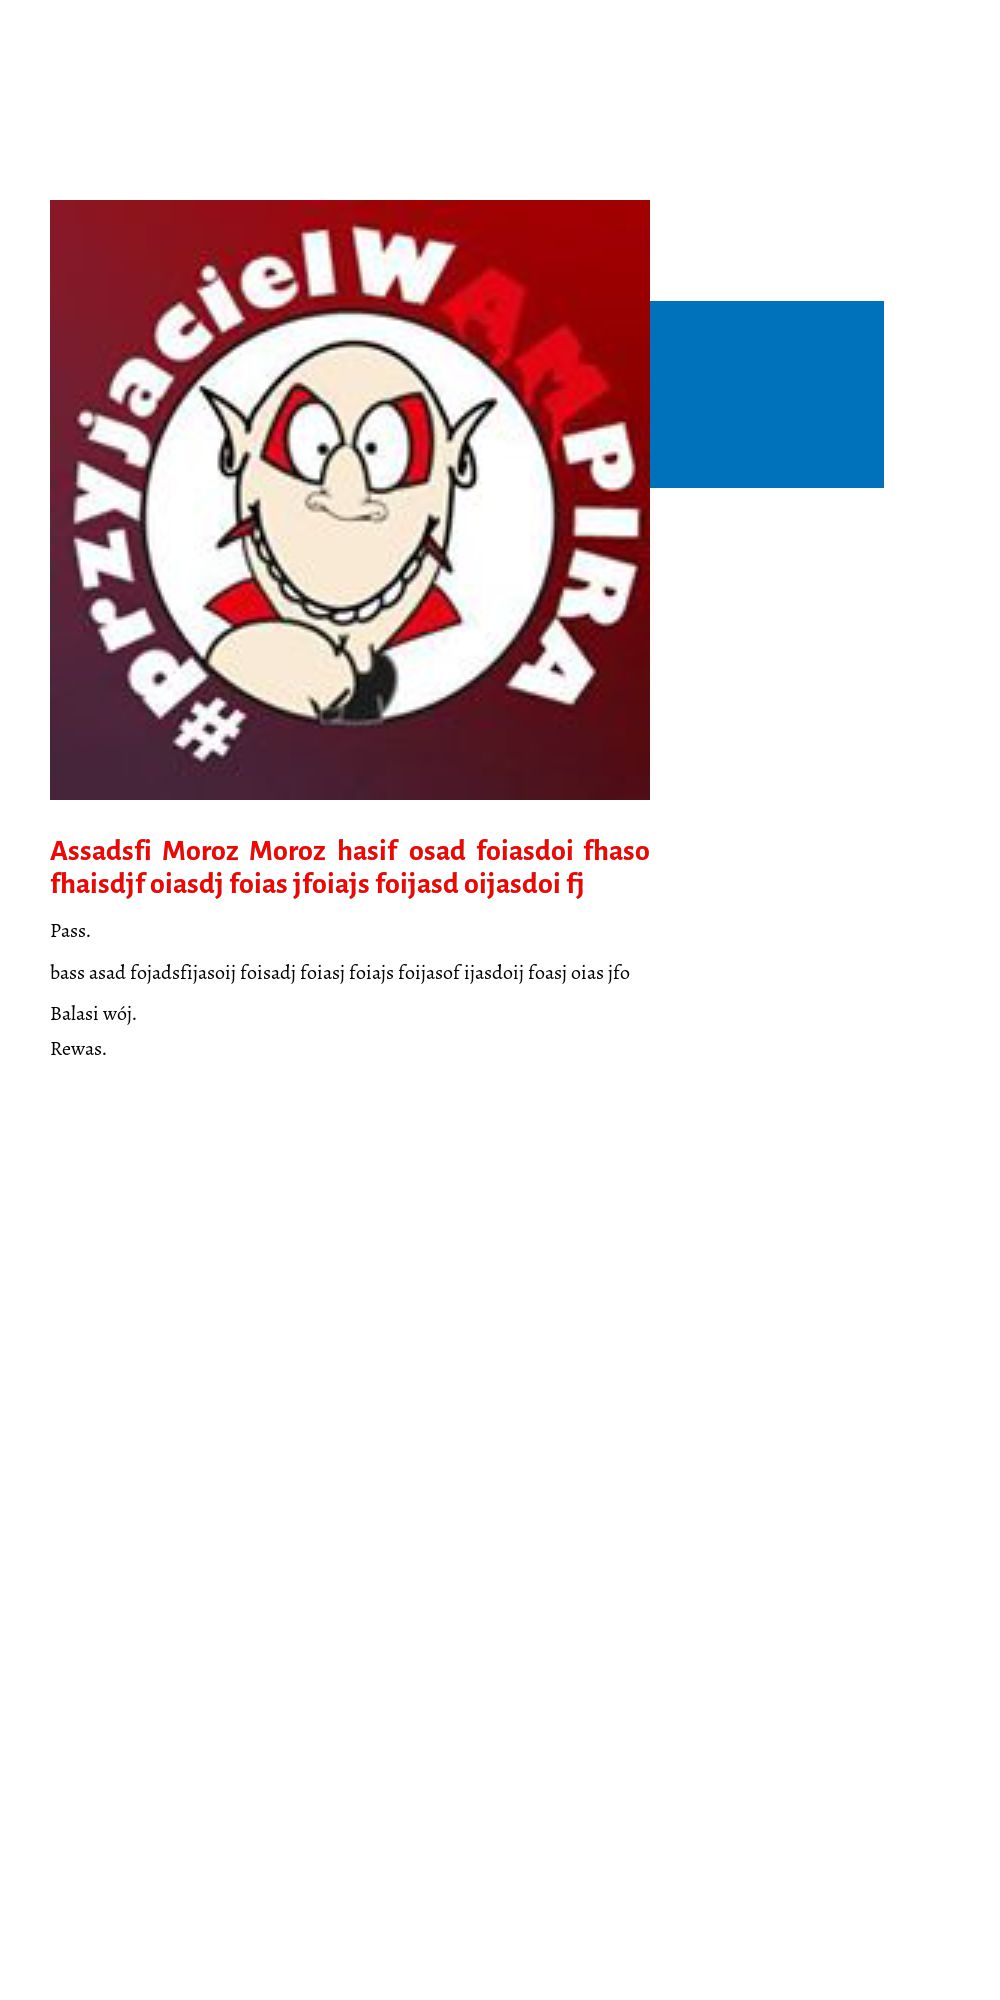 #przyjacielWAmPIRA
Assadsfi Moroz Moroz hasif osad foiasdoi fhaso
fhaisdjf oiasdj foias jfoiajs foijasd oijasdoi fj
Pass.
bass asad fojadsfijasoij foisadj foiasj foiajs foijasof ijasdoij foasj oias jfo
Balasi wój.
Rewas.